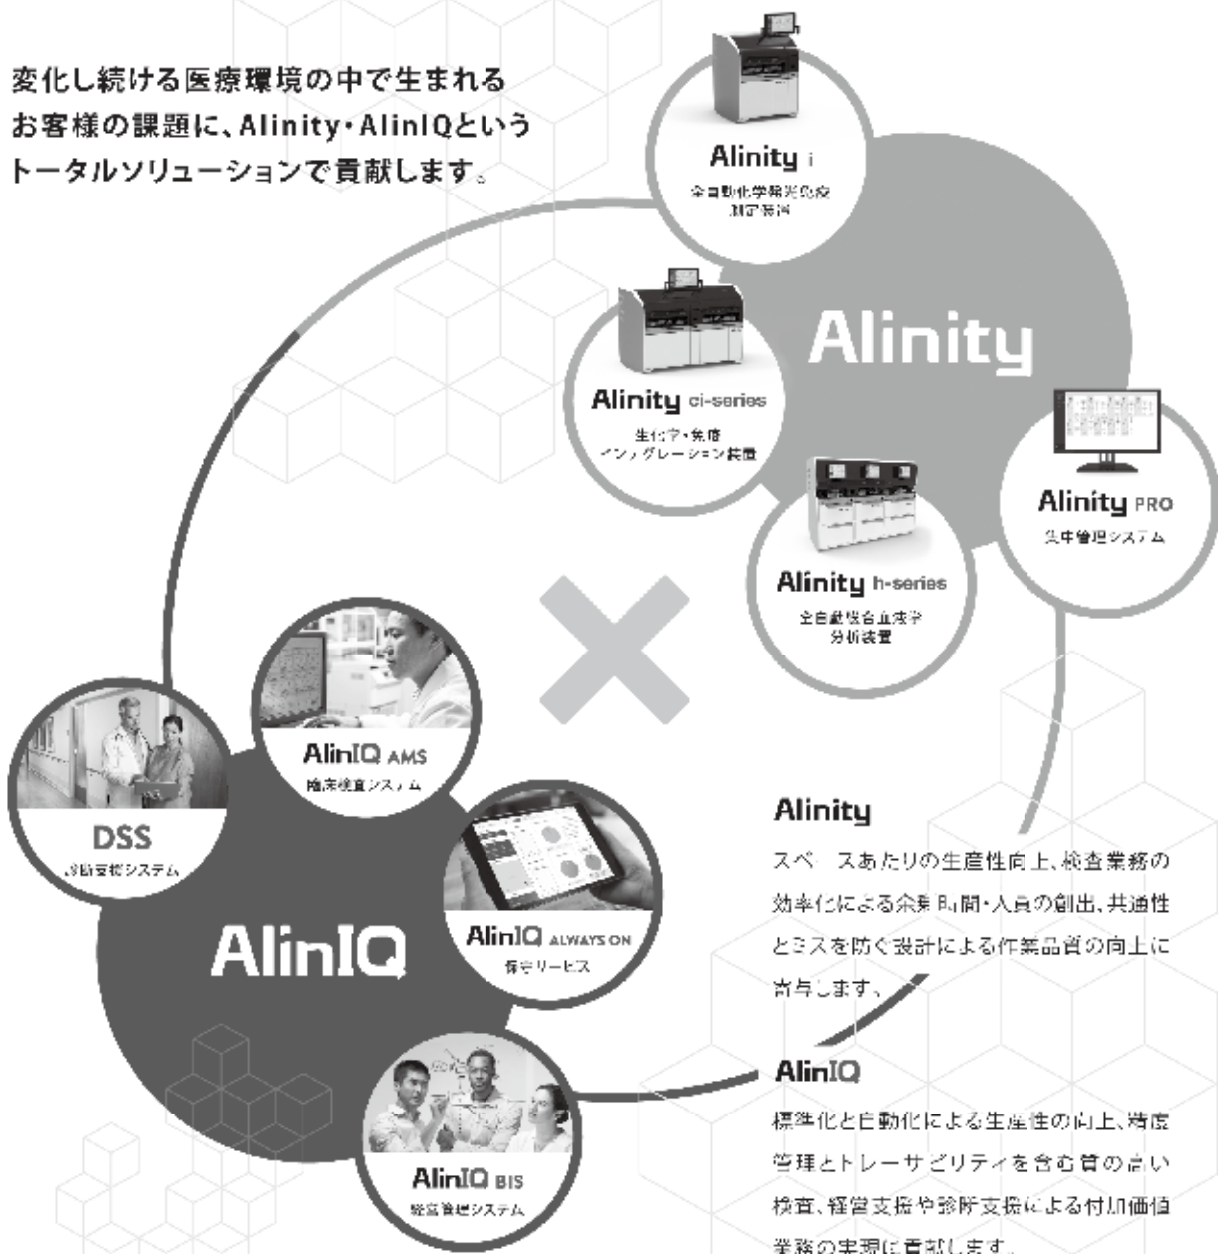 変化し続ける医療環境の中で生まれる
お客様の課題に、Alinity・AlinIQという
トータルソリューションで貢献します。
Alinity i
全自動化学発光免疫
測定装置
Alinity
Alinity ci-series
生化学・免疫
インテグレーション装置
Alinity PRO
集中管理システム
Alinity h-series
全自動総合血液学
分析装置
AlinIQ AMS
臨床検査システム
DSS
診断支援システム
AlinIQ
AlinIQ ALWAYS ON
保守サービス
AlinIQ BIS
経営管理システム
Alinity
スペースあたりの生産性向上、検査業務の
効率化による余剰時間・人員の創出、共通性
とミスを防ぐ設計による作業品質の向上に
寄与します。
AlinIQ
標準化と自動化による生産性の向上、精度
管理とトレーサビリティを含む質の高い
検査、経営支援や診断支援による付加価値
業務の実現に貢献します。